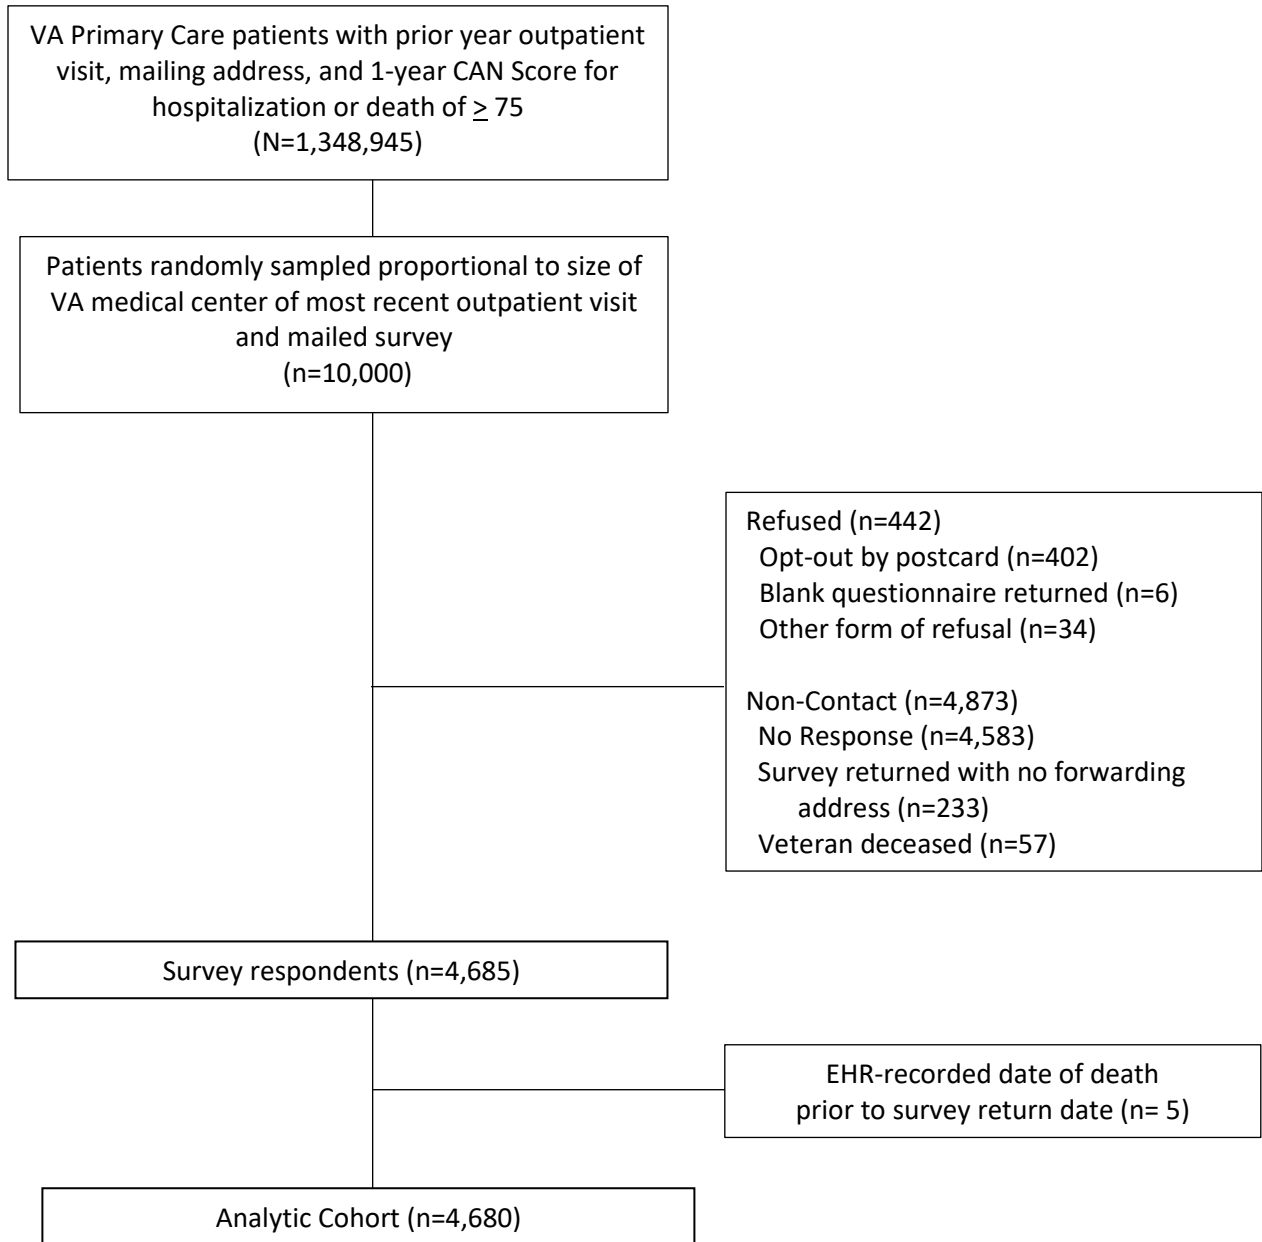 VA Primary Care patients with prior year outpatient
visit, mailing address, and 1-year CAN Score for
hospitalization or death of ≥ 75
(N=1,348,945)
Patients randomly sampled proportional to size of
VA medical center of most recent outpatient visit
and mailed survey
(n=10,000)
Refused (n=442)
Opt-out by postcard (n=402)
Blank questionnaire returned (n=6)
Other form of refusal (n=34)
Non-Contact (n=4,873)
No Response (n=4,583)
Survey returned with no forwarding
address (n=233)
Veteran deceased (n=57)
Survey respondents (n=4,685)
EHR-recorded date of death
prior to survey return date (n= 5)
Analytic Cohort (n=4,680)